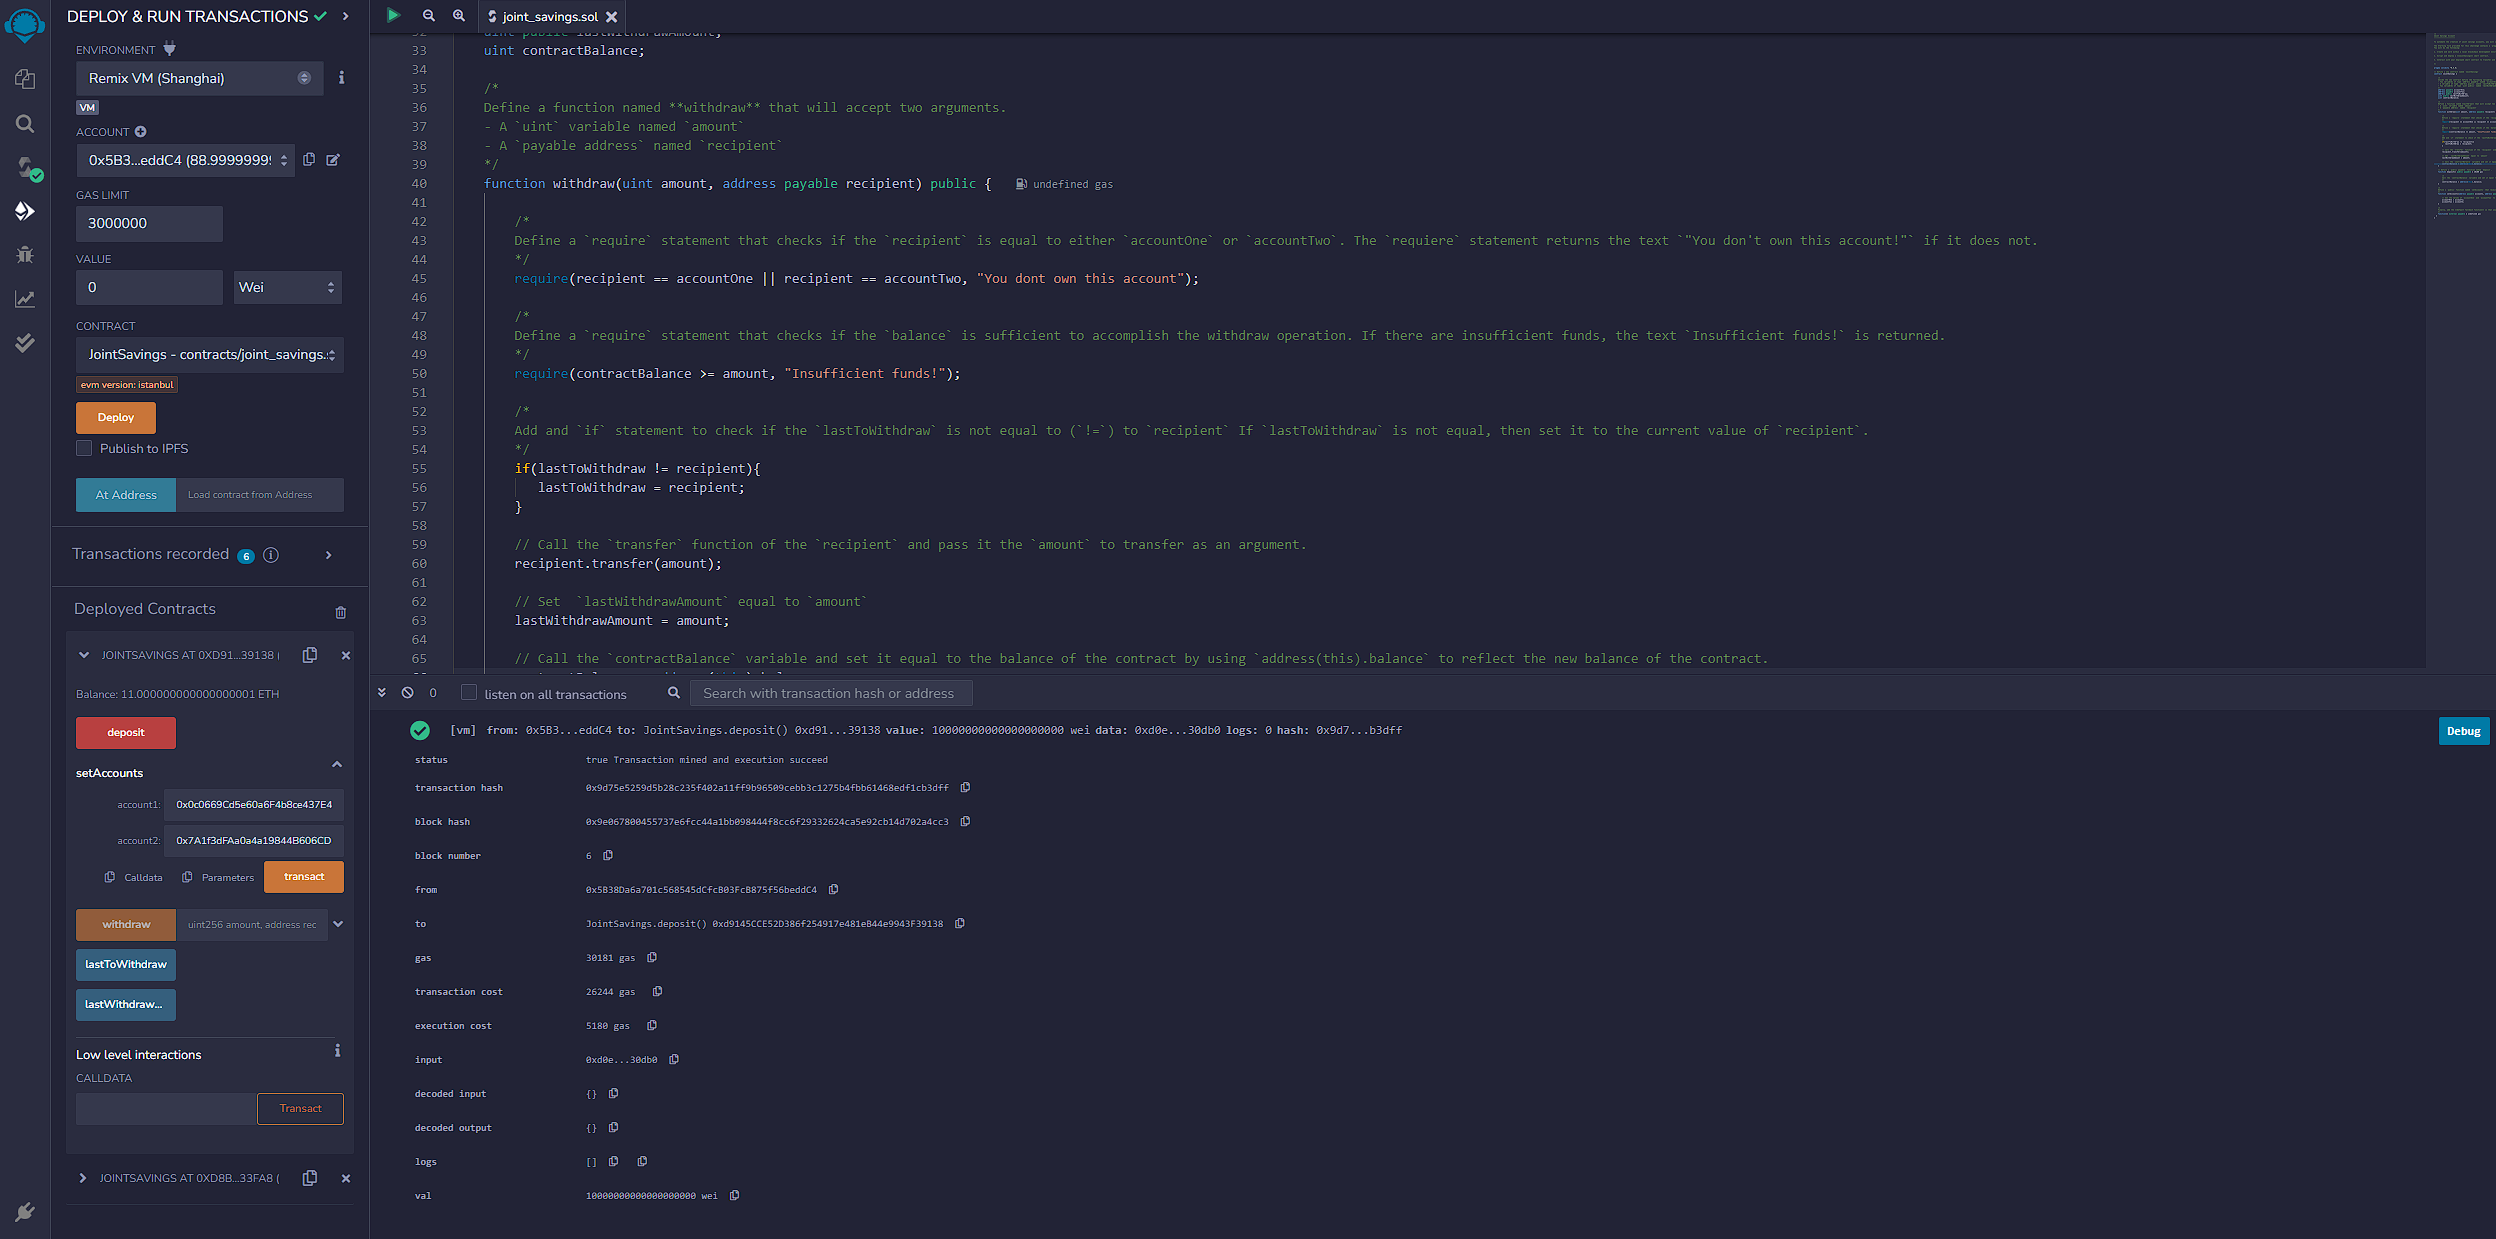 DEPLOY & RUN TRANSACTIONS
ENVIRONMENT
Remix VM (Shanghai)
VM
ACCOUNT
0x5B3...eddC4 (88.9999999
GAS LIMIT
3000000
VALUE
0
Wei
CONTRACT
JointSavings - contracts/joint_savings.
evm version: istanbul
Deploy
Publish to IPFS
At Address
Load contract from Address
Transactions recorded 6
Deployed Contracts
JOINTSAVINGS AT 0XD91...39138 (
Balance: 11.000000000000000001 ETH
deposit
setAccounts
account1: 0x0c0669Cd5e60a6F4b8ce437E4
account2: 0x7A1f3dFAa0a4a19844B606CD
Calldata
Parameters
transact
withdraw
uint256 amount, address rec
lastToWithdraw
lastWithdraw...
Low level interactions
CALLDATA
Transact
JOINTSAVINGS AT 0XD8B...33FA8 (
joint_savings.sol
33 uint contractBalance;
34
35 /*
36 Define a function named **withdraw** that will accept two arguments.
37 - A `uint` variable named `amount`
38 - A `payable address` named `recipient`
39 */
40 function withdraw(uint amount, address payable recipient) public { undefined gas
41
42 /*
43 Define a `require` statement that checks if the `recipient` is equal to either `accountOne` or `accountTwo`. The `requiere` statement returns the text `"You don't own this account!"` if it does not.
44 */
45 require(recipient == accountOne || recipient == accountTwo, "You dont own this account");
46
47 /*
48 Define a `require` statement that checks if the `balance` is sufficient to accomplish the withdraw operation. If there are insufficient funds, the text `Insufficient funds!` is returned.
49 */
50 require(contractBalance >= amount, "Insufficient funds!");
51
52 /*
53 Add and `if` statement to check if the `lastToWithdraw` is not equal to (`!=`) to `recipient` If `lastToWithdraw` is not equal, then set it to the current value of `recipient`.
54 */
55 if(lastToWithdraw != recipient){
56 lastToWithdraw = recipient;
57 }
58
59 // Call the `transfer` function of the `recipient` and pass it the `amount` to transfer as an argument.
60 recipient.transfer(amount);
61
62 // Set  `lastWithdrawAmount` equal to `amount`
63 lastWithdrawAmount = amount;
64
65 // Call the `contractBalance` variable and set it equal to the balance of the contract by using `address(this).balance` to reflect the new balance of the contract.
0
listen on all transactions
Search with transaction hash or address
[vm] from: 0x5B3...eddC4 to: JointSavings.deposit() 0xd91...39138 value: 10000000000000000000 wei data: 0xd0e...30db0 logs: 0 hash: 0x9d7...b3dff
Debug
status true Transaction mined and execution succeed
transaction hash 0x9d75e5259d5b28c235f402a11ff9b96509cebb3c1275b4fbb61468edf1cb3dff
block hash 0x9e067800455737e6fcc44a1bb098444f8cc6f29332624ca5e92cb14d702a4cc3
block number 6
from 0x5B38Da6a701c568545dCfcB03FcB875f56beddC4
to JointSavings.deposit() 0xd9145CCE52D386f254917e481eB44e9943F39138
gas 30181 gas
transaction cost 26244 gas
execution cost 5180 gas
input 0xd0e...30db0
decoded input {}
decoded output {}
logs []
val 10000000000000000000 wei